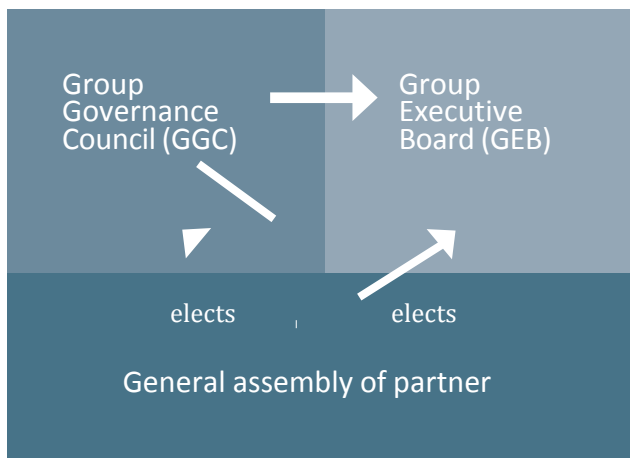 Group
Governance
Council (GGC)
Group
Executive
Board (GEB)
elects
elects
General assembly of partner